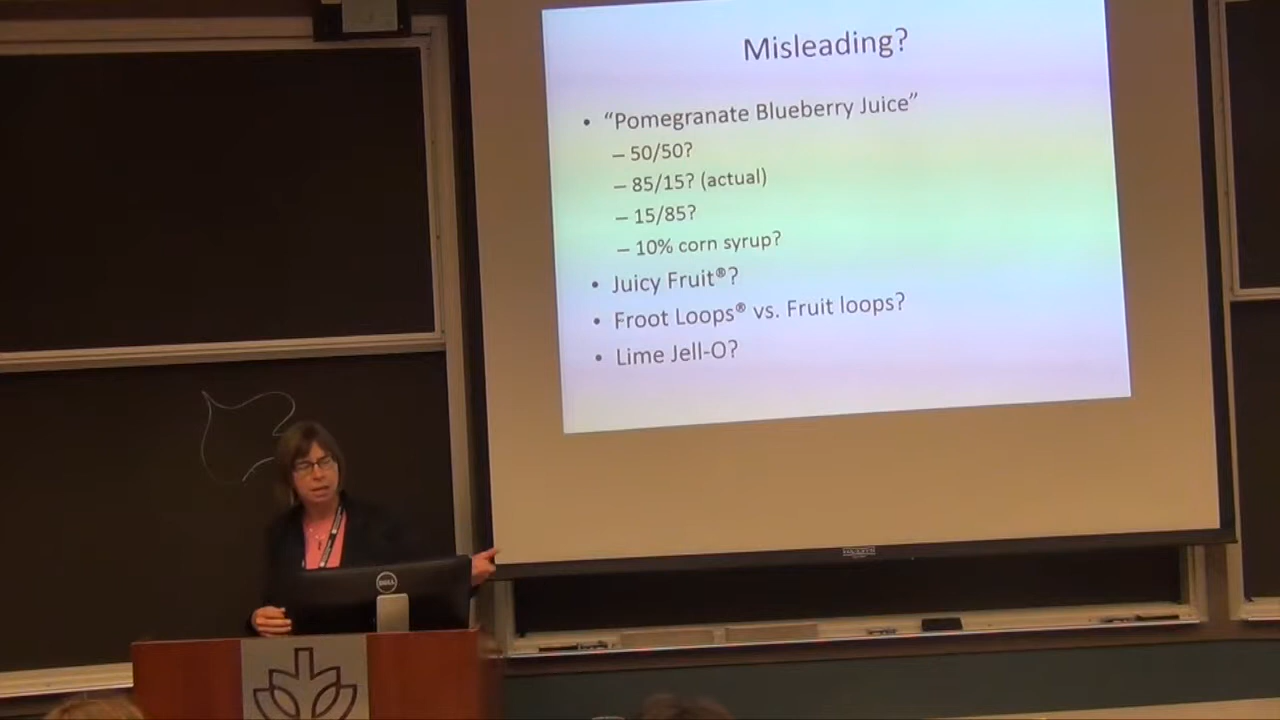 Misleading?
• “Pomegranate Blueberry Juice”
– 50/50?
– 85/15? (actual)
– 15/85?
– 10% corn syrup?
• Juicy Fruit®?
• Froot Loops® vs. Fruit loops?
• Lime Jell-O?
DELL